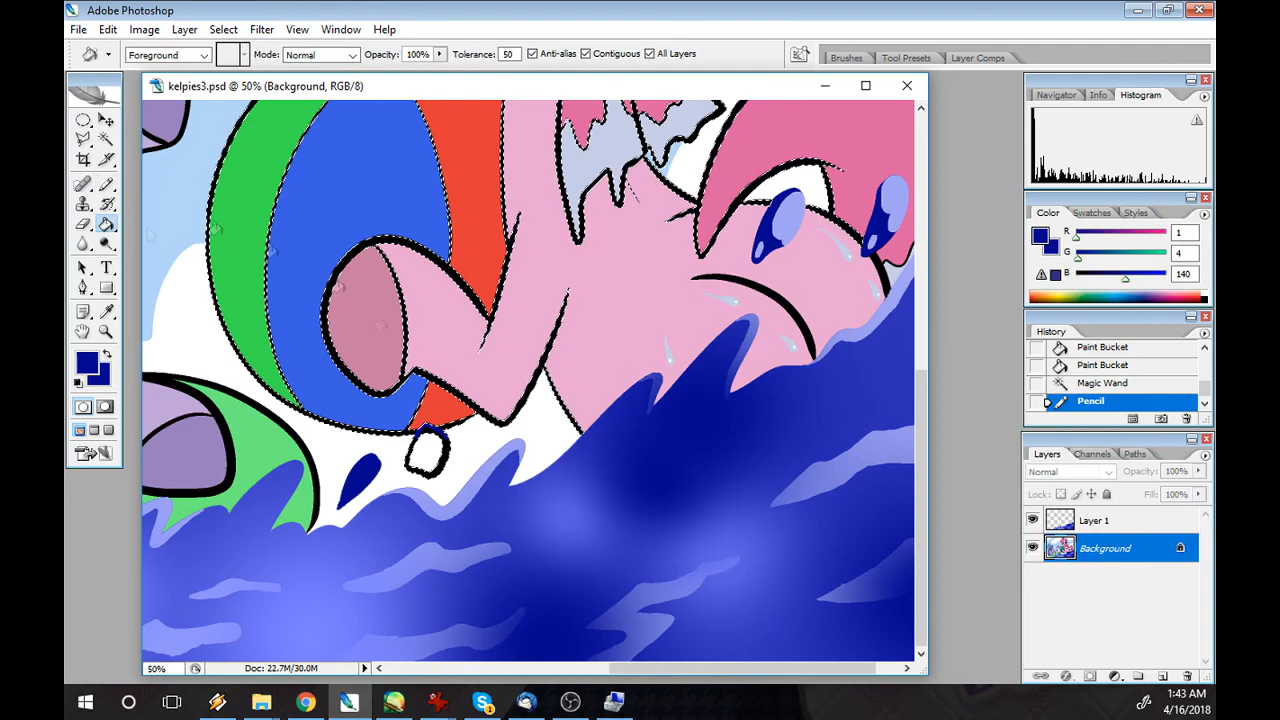 Adobe Photoshop
File Edit Image Layer Select Filter View Window Help
Foreground Mode: Normal Opacity: 100% Tolerance: 50 Anti-alias Contiguous All Layers
Brushes Tool Presets Layer Comps
kelpies3.psd @ 50% (Background, RGB/8)
Navigator Info Histogram
Color Swatches Styles
R 1
G 4
B 140
History
Paint Bucket
Paint Bucket
Magic Wand
Pencil
Layers Channels Paths
Normal Opacity: 100%
Lock: Fill: 100%
Layer 1
Background
50% Doc: 22.7M/30.0M
1:43 AM
4/16/2018